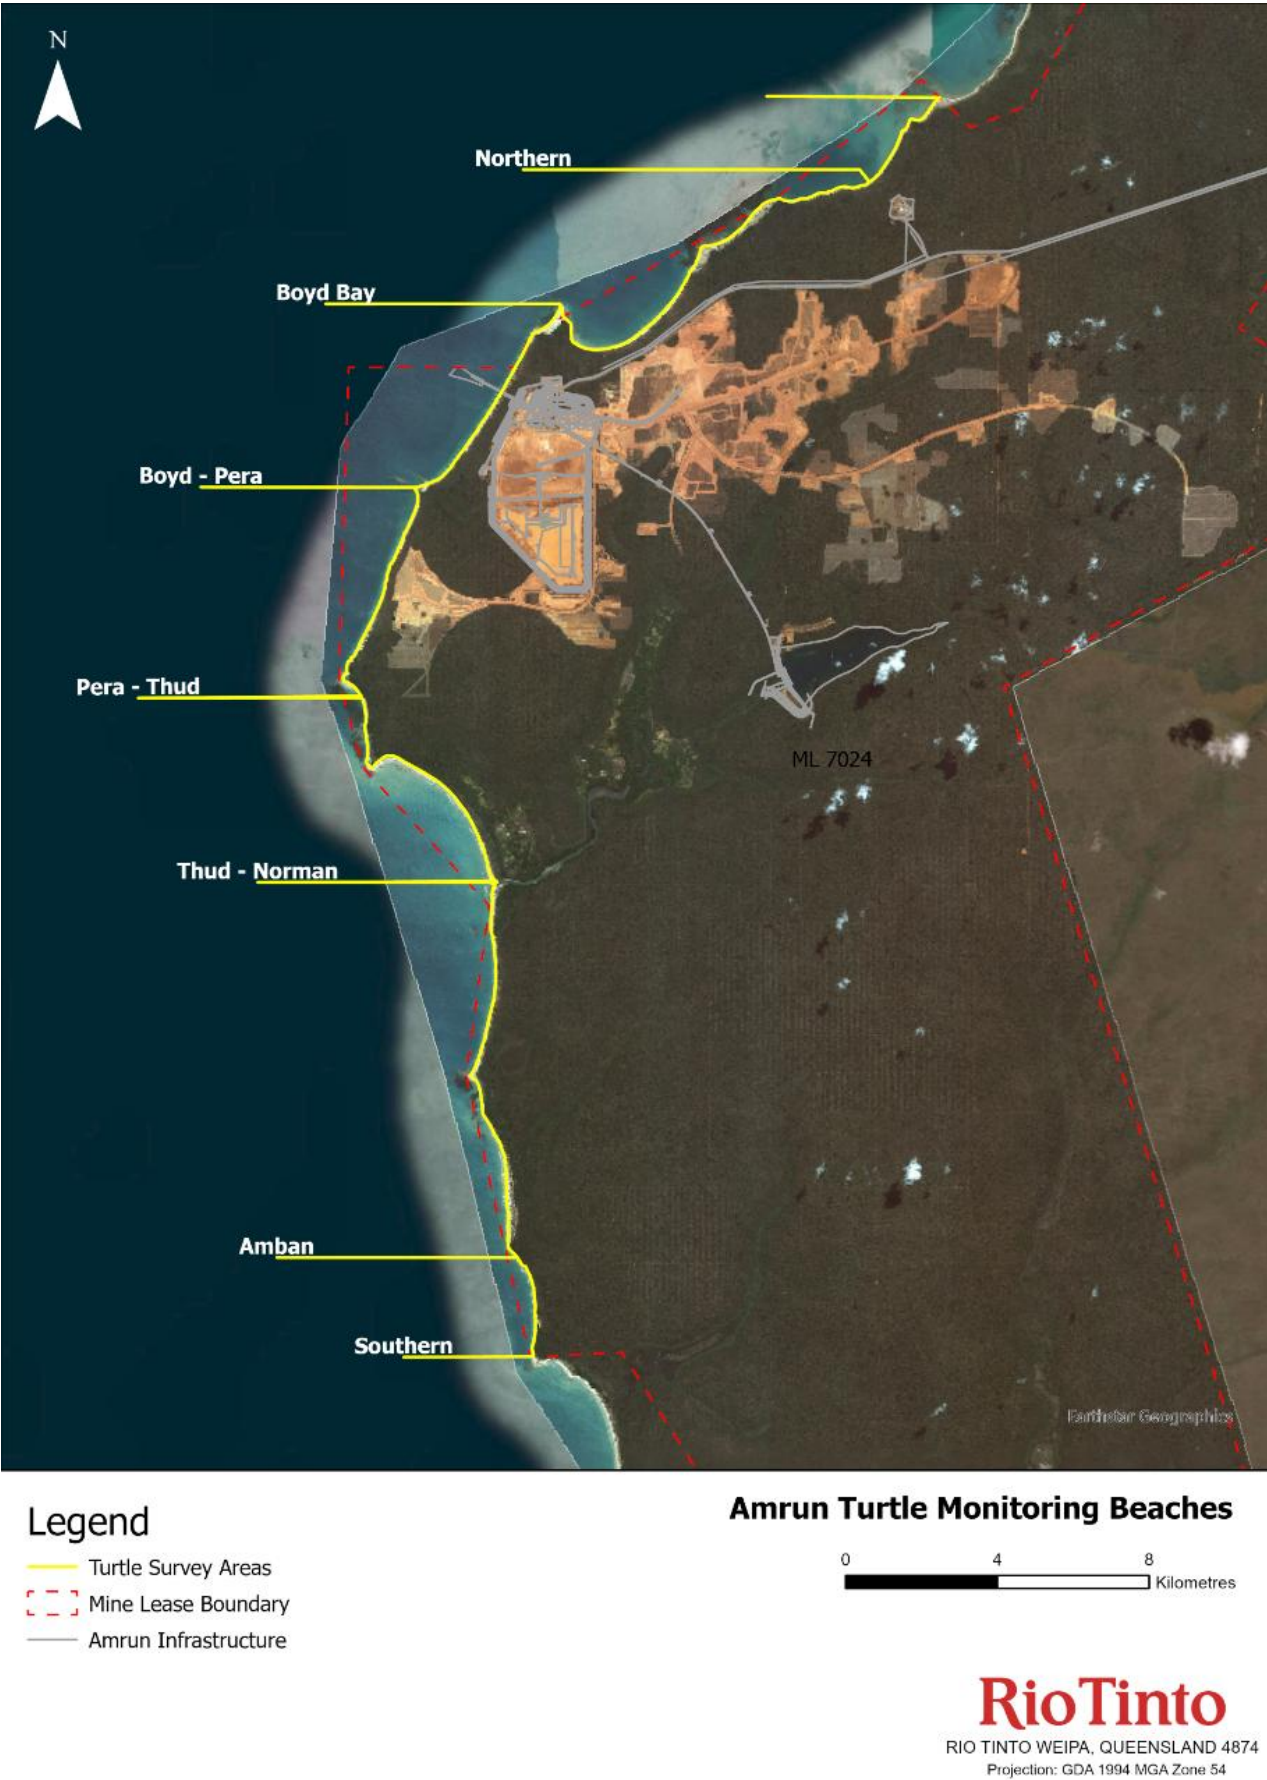 N
Northern
Boyd Bay
Boyd - Pera
Pera - Thud
ML 7024
Thud - Norman
Amban
Southern
Earthstar Geographics
Legend
Turtle Survey Areas
Mine Lease Boundary
Amrun Infrastructure
Amrun Turtle Monitoring Beaches
0 4 8
Kilometres
RioTinto
RIO TINTO WEIPA, QUEENSLAND 4874
Projection: GDA 1994 MGA Zone 54